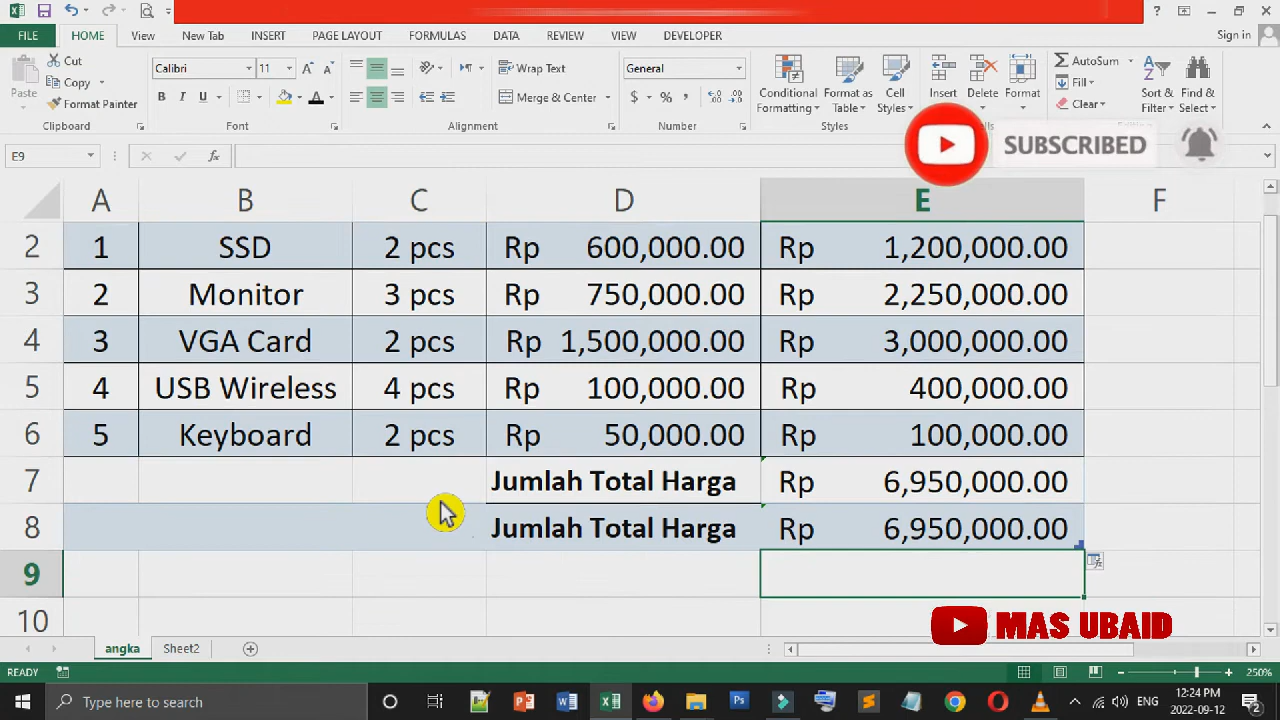 ?
Sign in
FILE HOME View New Tab INSERT PAGE LAYOUT FORMULAS DATA REVIEW VIEW DEVELOPER
Paste
Cut
Copy
Format Painter
Clipboard
Calibri 11
B I U
Font
Wrap Text
Merge & Center
Alignment
General
$ % ,
Number
Conditional Formatting
Format as Table
Cell Styles
Styles
Insert Delete Format
AutoSum
Fill
Clear
Sort & Filter
Find & Select
E9
fx
SUBSCRIBED
A B C D E F
2 1 SSD 2 pcs Rp 600,000.00 Rp 1,200,000.00
3 2 Monitor 3 pcs Rp 750,000.00 Rp 2,250,000.00
4 3 VGA Card 2 pcs Rp 1,500,000.00 Rp 3,000,000.00
5 4 USB Wireless 4 pcs Rp 100,000.00 Rp 400,000.00
6 5 Keyboard 2 pcs Rp 50,000.00 Rp 100,000.00
7 Jumlah Total Harga Rp 6,950,000.00
8 Jumlah Total Harga Rp 6,950,000.00
9
10
MAS UBAID
angka Sheet2
READY
250%
Type here to search
ENG
12:24 PM
2022-09-12
2